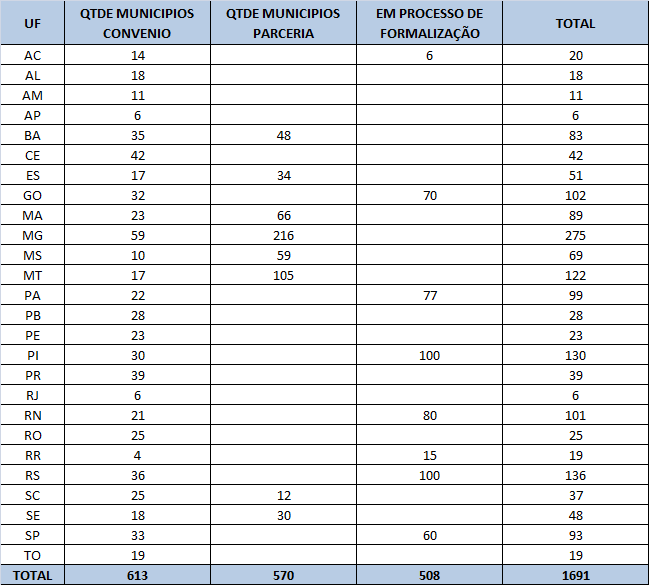 UF QTDE MUNICIPIOS CONVENIO QTDE MUNICIPIOS PARCERIA EM PROCESSO DE FORMALIZAÇÃO TOTAL
AC 14 6 20
AL 18 18
AM 11 11
AP 6 6
BA 35 48 83
CE 42 42
ES 17 34 51
GO 32 70 102
MA 23 66 89
MG 59 216 275
MS 10 59 69
MT 17 105 122
PA 22 77 99
PB 28 28
PE 23 23
PI 30 100 130
PR 39 39
RJ 6 6
RN 21 80 101
RO 25 25
RR 4 15 19
RS 36 100 136
SC 25 12 37
SE 18 30 48
SP 33 60 93
TO 19 19
TOTAL 613 570 508 1691